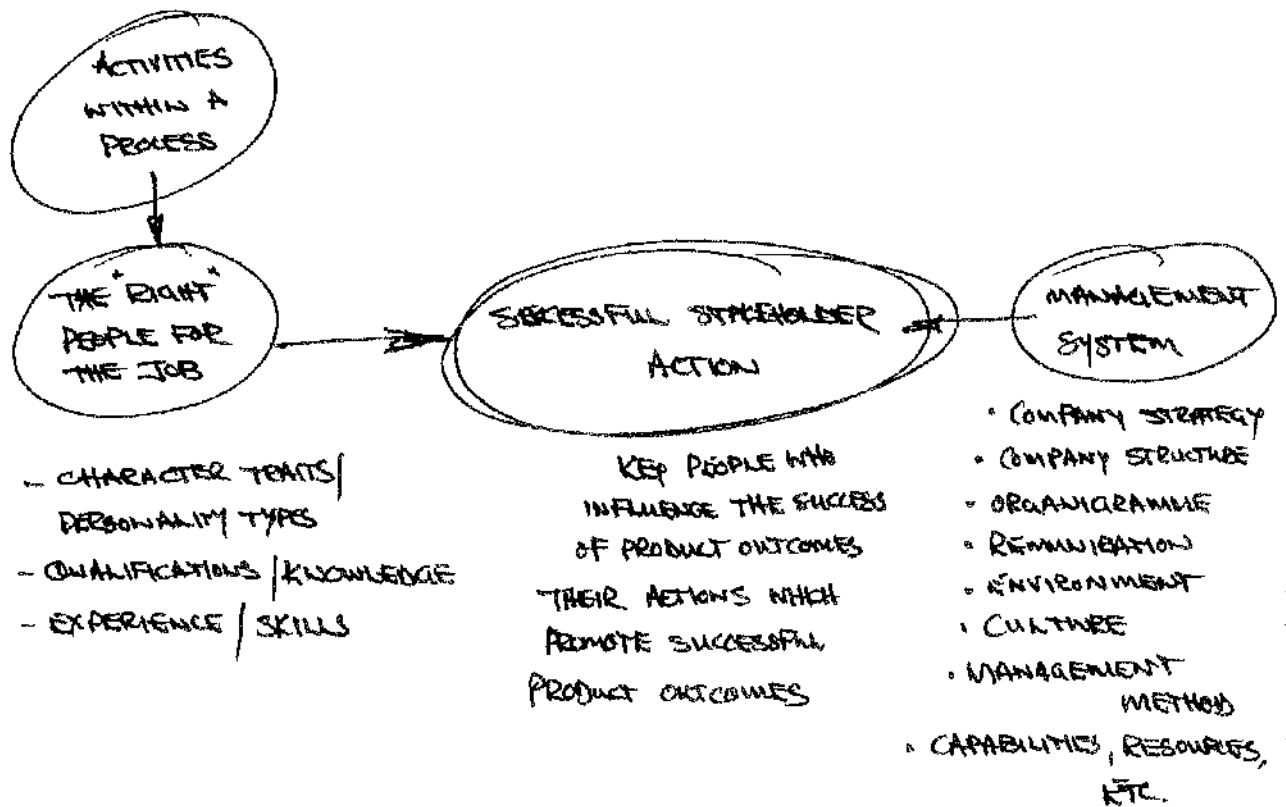 ACTIVITIES
WITHIN A
PROCESS
THE "RIGHT"
PEOPLE FOR
THE JOB
- CHARACTER TRAITS/
PERSONALITY TYPES
- QUALIFICATIONS / KNOWLEDGE
- EXPERIENCE / SKILLS
SUCCESSFUL STAKEHOLDER
ACTION
KEY PEOPLE WHO
INFLUENCE THE SUCCESS
OF PRODUCT OUTCOMES
THEIR ACTIONS WHICH
PROMOTE SUCCESSFUL
PRODUCT OUTCOMES
MANAGEMENT
SYSTEM
• COMPANY STRATEGY
• COMPANY STRUCTURE
• ORGANIGRAMME
• REMUNIRATION
• ENVIRONMENT
• CULTURE
• MANAGEMENT
METHOD
• CAPABILITIES, RESOURCES,
ETC.